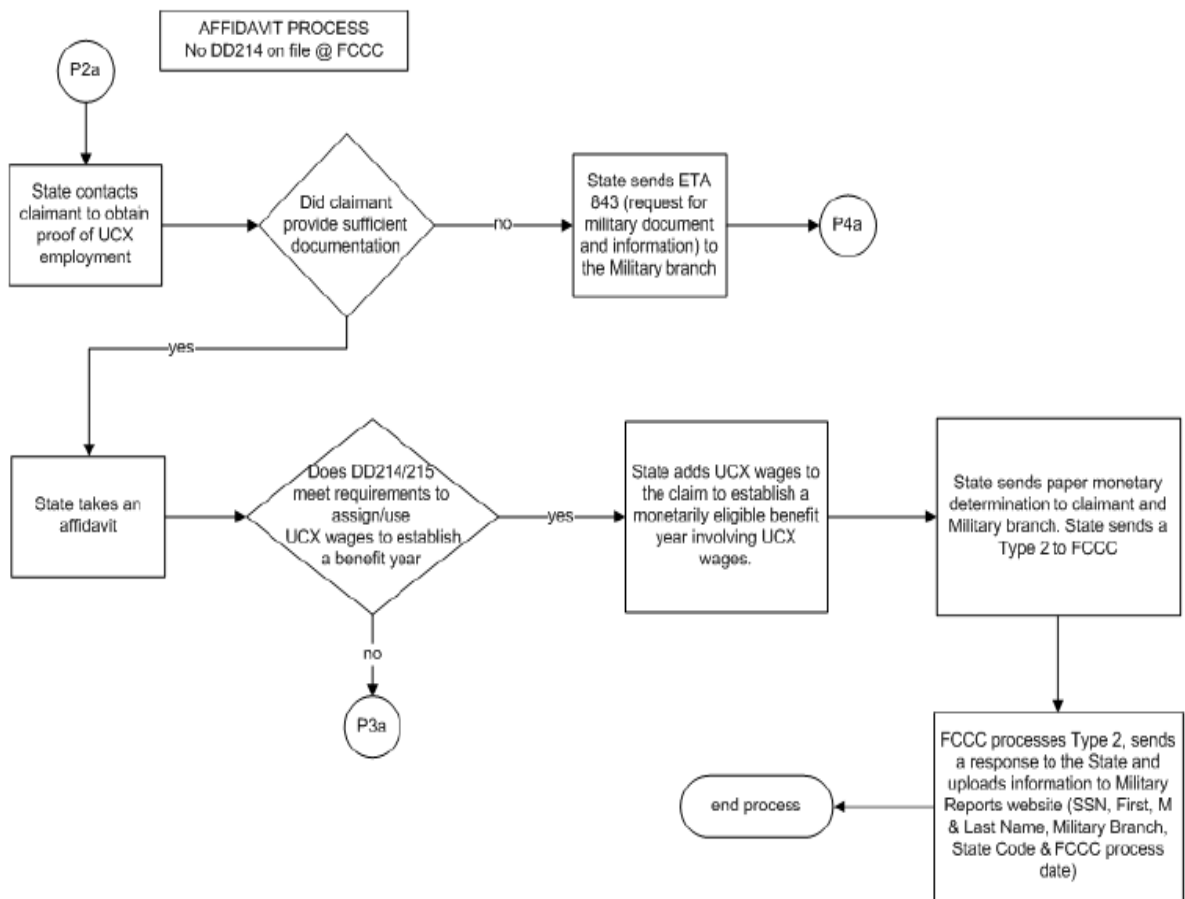 AFFIDAVIT PROCESS
No DD214 on file @ FCCC
P2a
State contacts
claimant to obtain
proof of UCX
employment
Did claimant
provide sufficient
documentation
no
State sends ETA
843 (request for
military document
and information) to
the Military branch
P4a
yes
State takes an
affidavit
Does DD214/215
meet requirements to
assign/use
UCX wages to establish
a benefit year
yes
State adds UCX wages to
the claim to establish a
monetarily eligible benefit
year involving UCX
wages.
State sends paper monetary
determination to claimant and
Military branch. State sends a
Type 2 to FCCC
no
P3a
FCCC processes Type 2, sends
a response to the State and
uploads information to Military
Reports website (SSN, First, M
& Last Name, Military Branch,
State Code & FCCC process
date)
end process